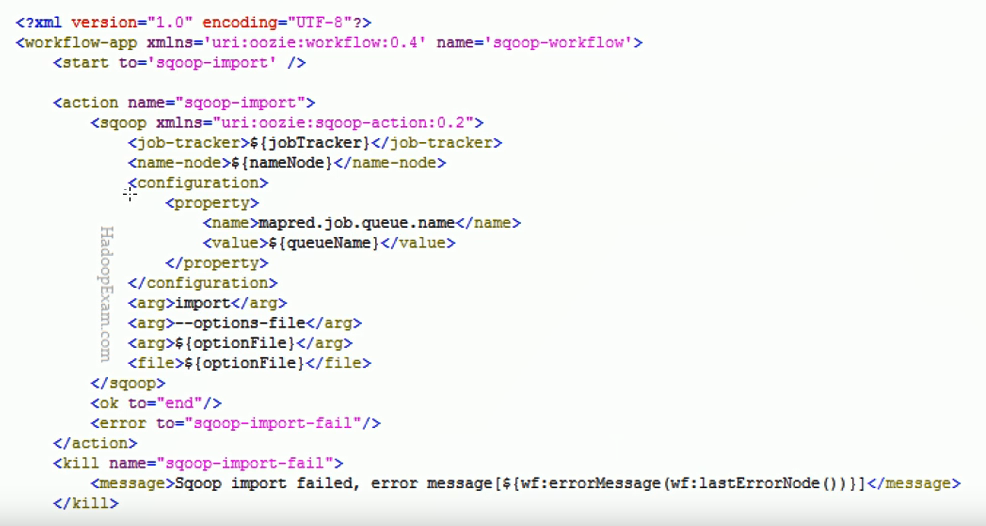 <?xml version="1.0" encoding="UTF-8"?>
<workflow-app xmlns='uri:oozie:workflow:0.4' name='sqoop-workflow'>
<start to='sqoop-import' />
<action name="sqoop-import">
<sqoop xmlns="uri:oozie:sqoop-action:0.2">
<job-tracker>${jobTracker}</job-tracker>
<name-node>${nameNode}</name-node>
<configuration>
<property>
<name>mapred.job.queue.name</name>
<value>${queueName}</value>
</property>
</configuration>
<arg>import</arg>
<arg>--options-file</arg>
<arg>${optionFile}</arg>
<file>${optionFile}</file>
</sqoop>
<ok to="end"/>
<error to="sqoop-import-fail"/>
</action>
<kill name="sqoop-import-fail">
<message>Sqoop import failed, error message[${wf:errorMessage(wf:lastErrorNode())}]</message>
</kill>
HadoopExam.com